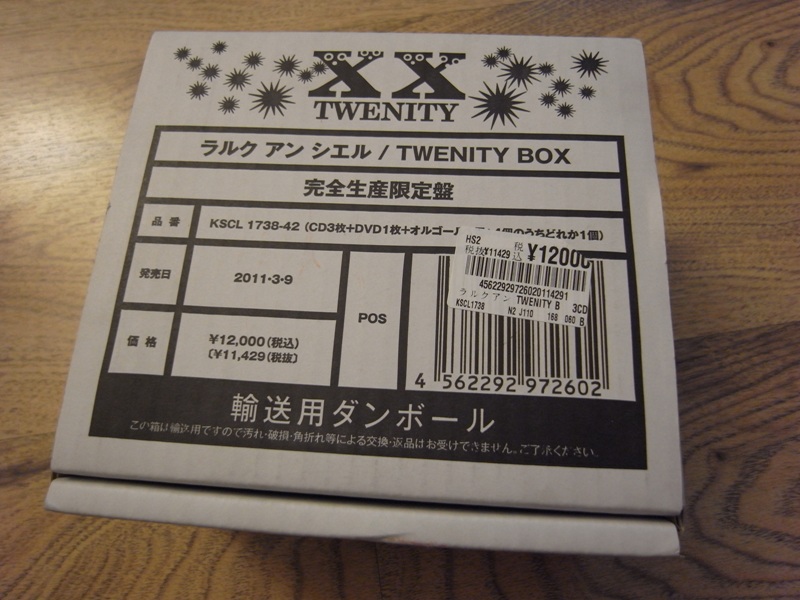 XX
TWENITY
ラルク アン シエル / TWENITY BOX
完全生産限定盤
品番
KSCL 1738-42 (CD3枚+DVD1枚+オルゴール 1個のうちどれか1個)
発売日
2011・3・9
価格
¥12,000(税込)
〔¥11,429(税抜)〕
POS
HS2
税抜¥11429 税込 ¥12000
4562292972602011429 1
ラルクアン TWENITY B 3CD
KSCL1738 N2 J110 168 080 B
4 562292 972602
輸送用ダンボール
この箱は輸送用ですので汚れ・破損・角折れ等による交換・返品はお受けできません。ご了承ください。